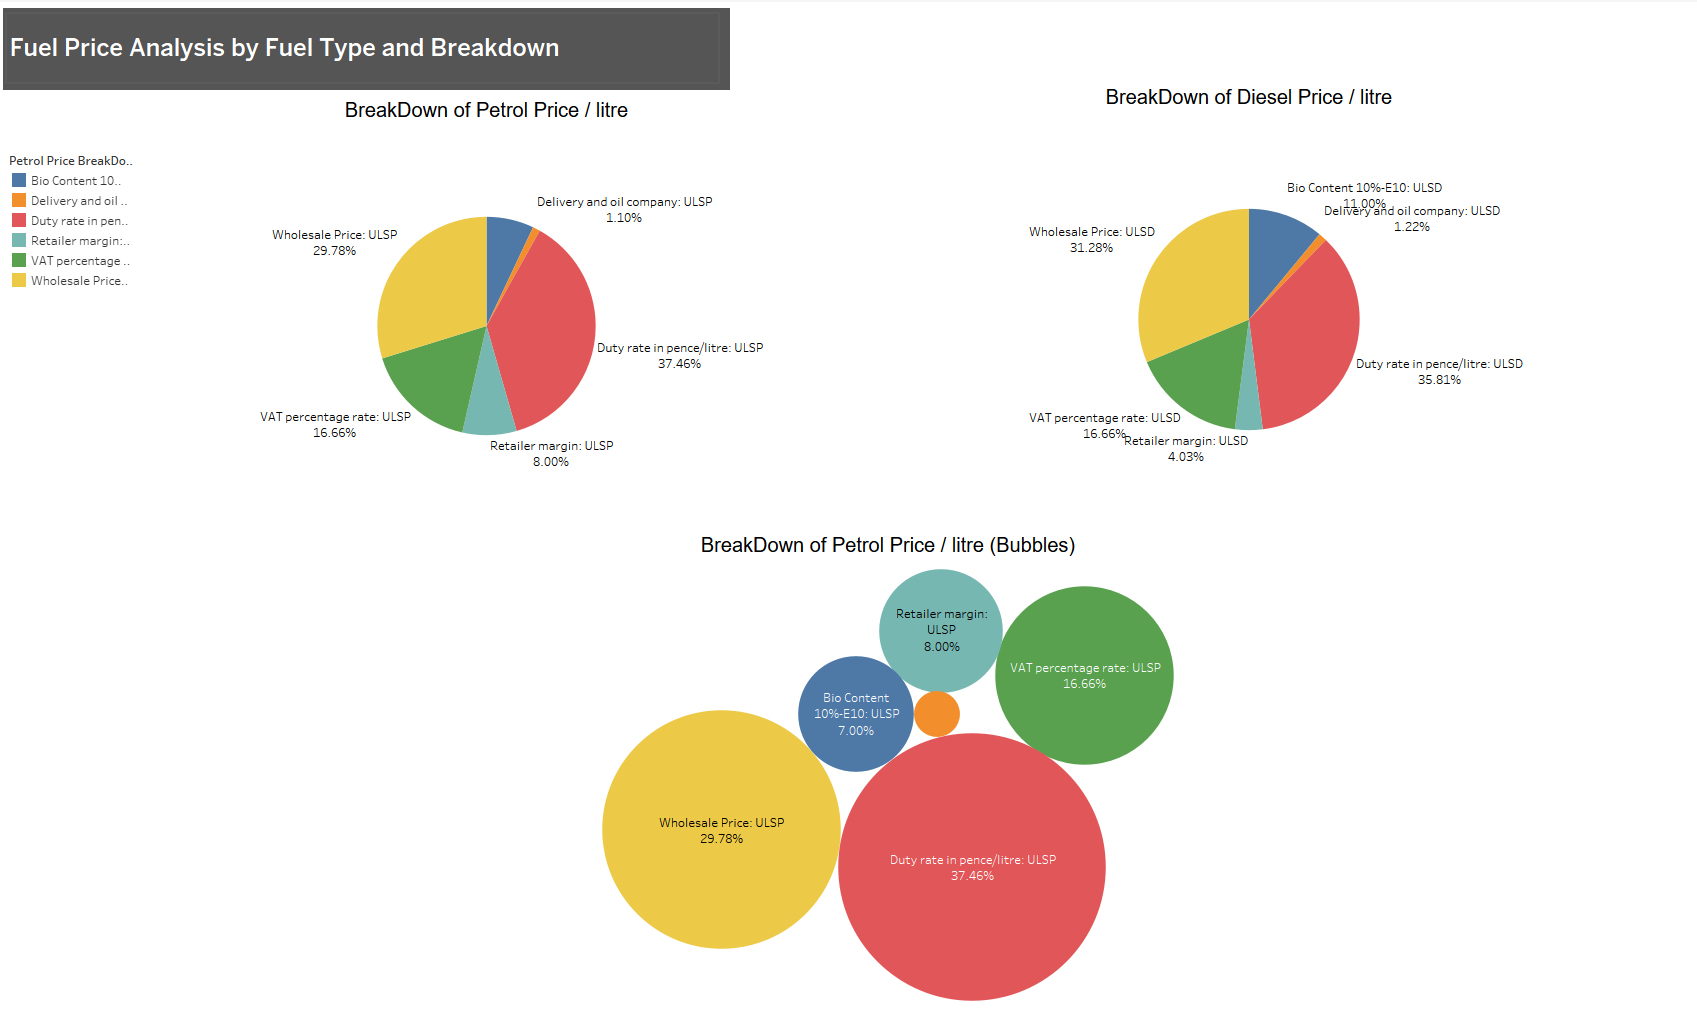 Fuel Price Analysis by Fuel Type and Breakdown
BreakDown of Petrol Price / litre
BreakDown of Diesel Price / litre
Petrol Price BreakDo..
Bio Content 10..
Delivery and oil ..
Duty rate in pen..
Retailer margin:..
VAT percentage ..
Wholesale Price..
Delivery and oil company: ULSP
1.10%
Wholesale Price: ULSP
29.78%
Duty rate in pence/litre: ULSP
37.46%
VAT percentage rate: ULSP
16.66%
Retailer margin: ULSP
8.00%
Bio Content 10%-E10: ULSD
11.00%
Delivery and oil company: ULSD
1.22%
Wholesale Price: ULSD
31.28%
Duty rate in pence/litre: ULSD
35.81%
VAT percentage rate: ULSD
16.66%
Retailer margin: ULSD
4.03%
BreakDown of Petrol Price / litre (Bubbles)
Retailer margin:
ULSP
8.00%
VAT percentage rate: ULSP
16.66%
Bio Content
10%-E10: ULSP
7.00%
Wholesale Price: ULSP
29.78%
Duty rate in pence/litre: ULSP
37.46%